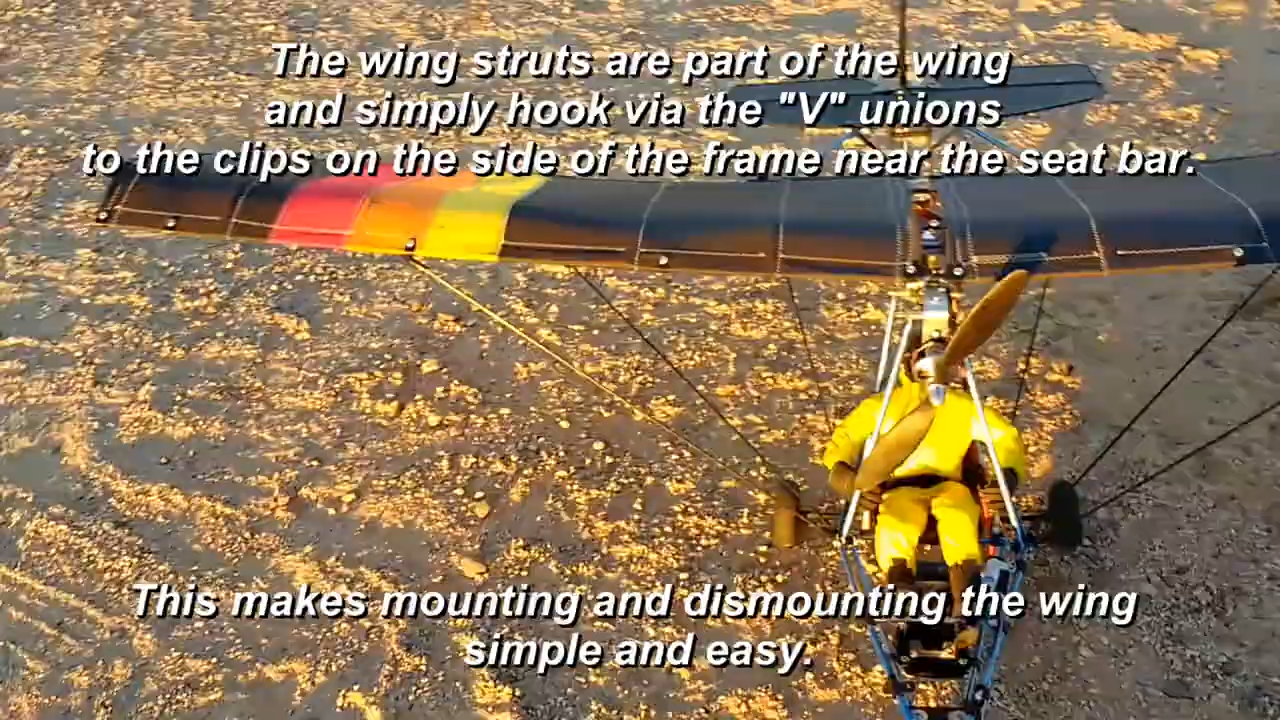 The wing struts are part of the wing
and simply hook via the "V" unions
to the clips on the side of the frame near the seat bar.
This makes mounting and dismounting the wing
simple and easy.